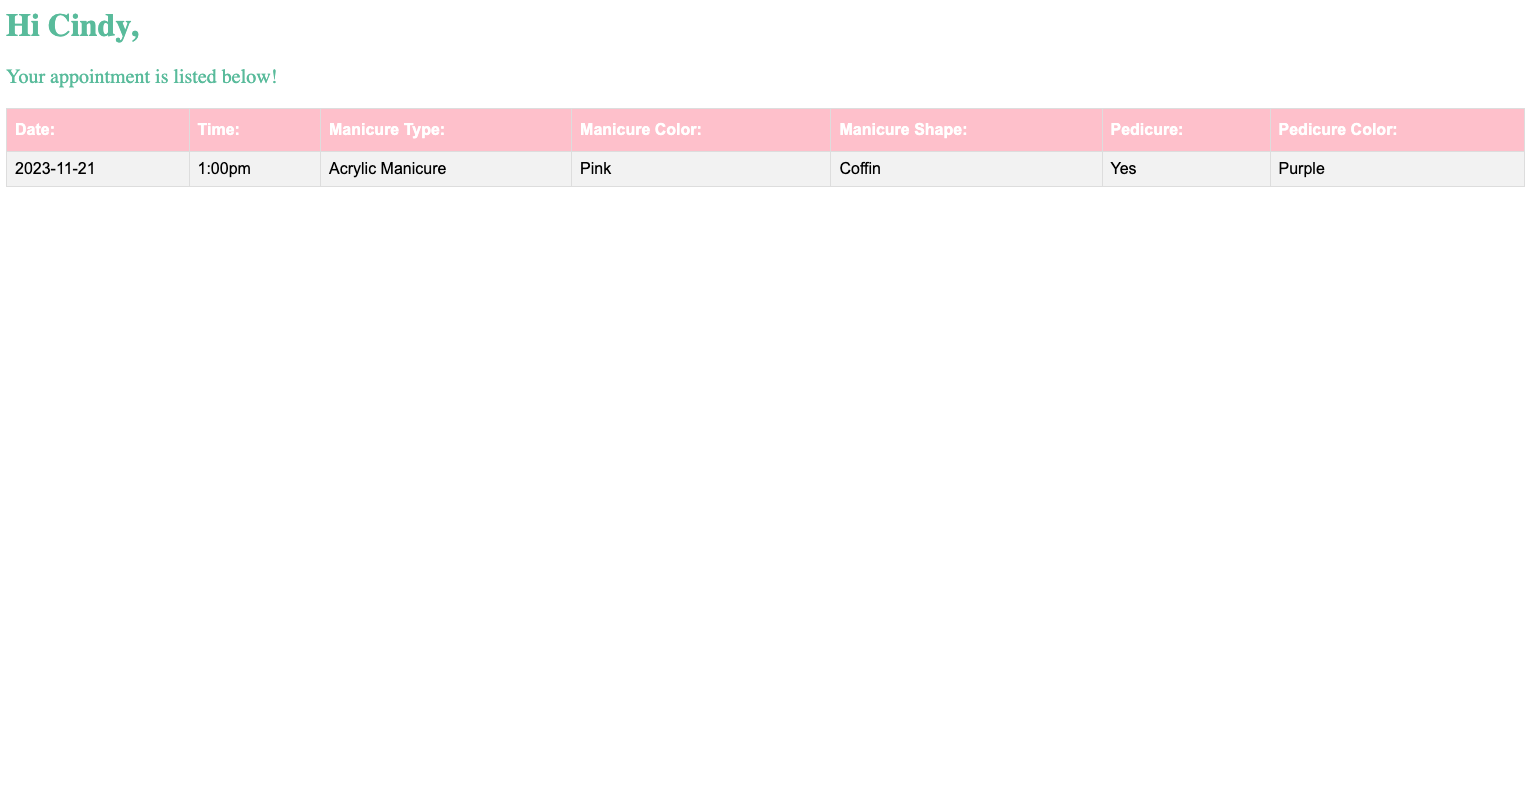 Hi Cindy,
Your appointment is listed below!
Date: Time: Manicure Type: Manicure Color: Manicure Shape: Pedicure: Pedicure Color:
2023-11-21 1:00pm Acrylic Manicure Pink Coffin Yes Purple